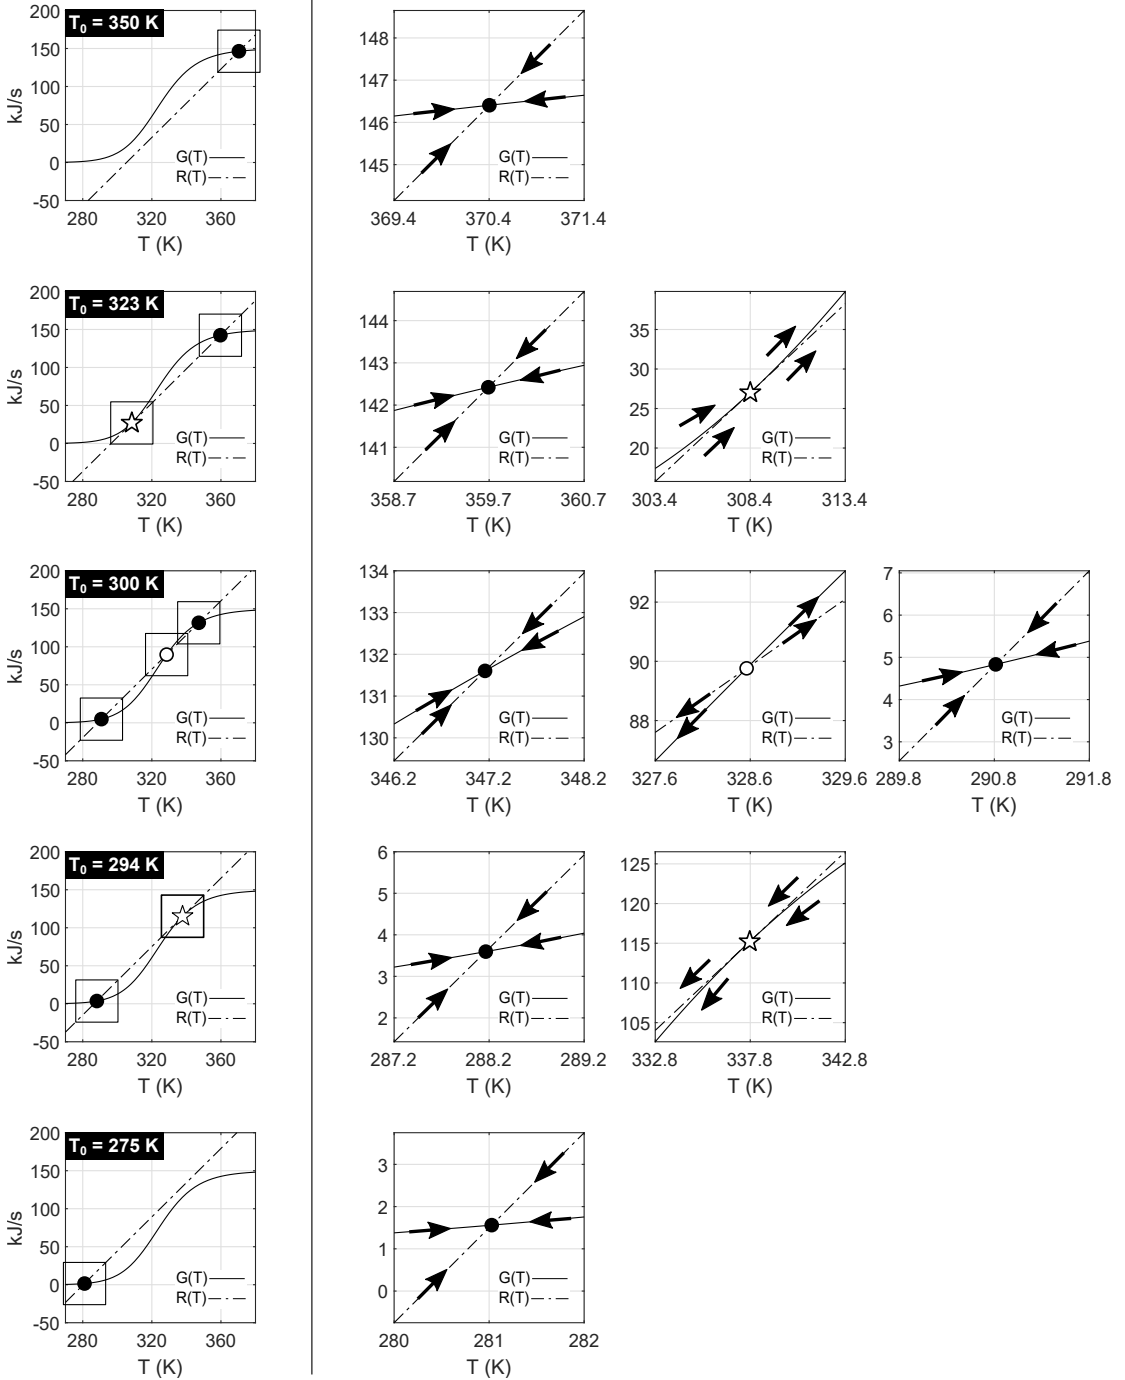 T₀ = 350 K
200
150
100
50
0
-50
kJ/s
G(T)
R(T)
280 320 360
T (K)
148
147
146
145
G(T)
R(T)
369.4 370.4 371.4
T (K)
T₀ = 323 K
200
150
100
50
0
-50
kJ/s
G(T)
R(T)
280 320 360
T (K)
144
143
142
141
G(T)
R(T)
358.7 359.7 360.7
T (K)
35
30
25
20
G(T)
R(T)
303.4 308.4 313.4
T (K)
T₀ = 300 K
200
150
100
50
0
-50
kJ/s
G(T)
R(T)
280 320 360
T (K)
134
133
132
131
130
G(T)
R(T)
346.2 347.2 348.2
T (K)
92
90
88
G(T)
R(T)
327.6 328.6 329.6
T (K)
7
6
5
4
3
G(T)
R(T)
289.8 290.8 291.8
T (K)
T₀ = 294 K
200
150
100
50
0
-50
kJ/s
G(T)
R(T)
280 320 360
T (K)
6
5
4
3
2
G(T)
R(T)
287.2 288.2 289.2
T (K)
125
120
115
110
105
G(T)
R(T)
332.8 337.8 342.8
T (K)
T₀ = 275 K
200
150
100
50
0
-50
kJ/s
G(T)
R(T)
280 320 360
T (K)
3
2
1
0
G(T)
R(T)
280 281 282
T (K)